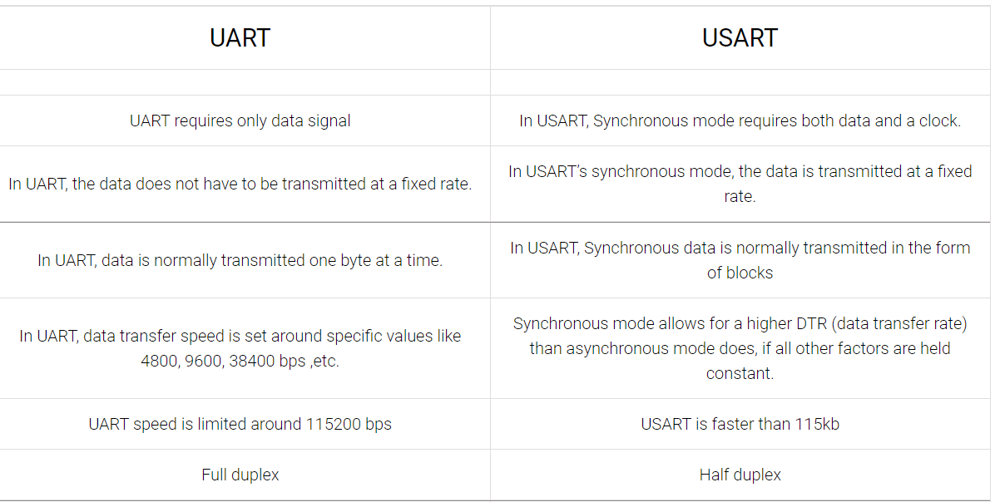 UART
USART
UART requires only data signal
In USART, Synchronous mode requires both data and a clock.
In UART, the data does not have to be transmitted at a fixed rate.
In USART’s synchronous mode, the data is transmitted at a fixed
rate.
In UART, data is normally transmitted one byte at a time.
In USART, Synchronous data is normally transmitted in the form
of blocks
In UART, data transfer speed is set around specific values like
4800, 9600, 38400 bps ,etc.
Synchronous mode allows for a higher DTR (data transfer rate)
than asynchronous mode does, if all other factors are held
constant.
UART speed is limited around 115200 bps
USART is faster than 115kb
Full duplex
Half duplex